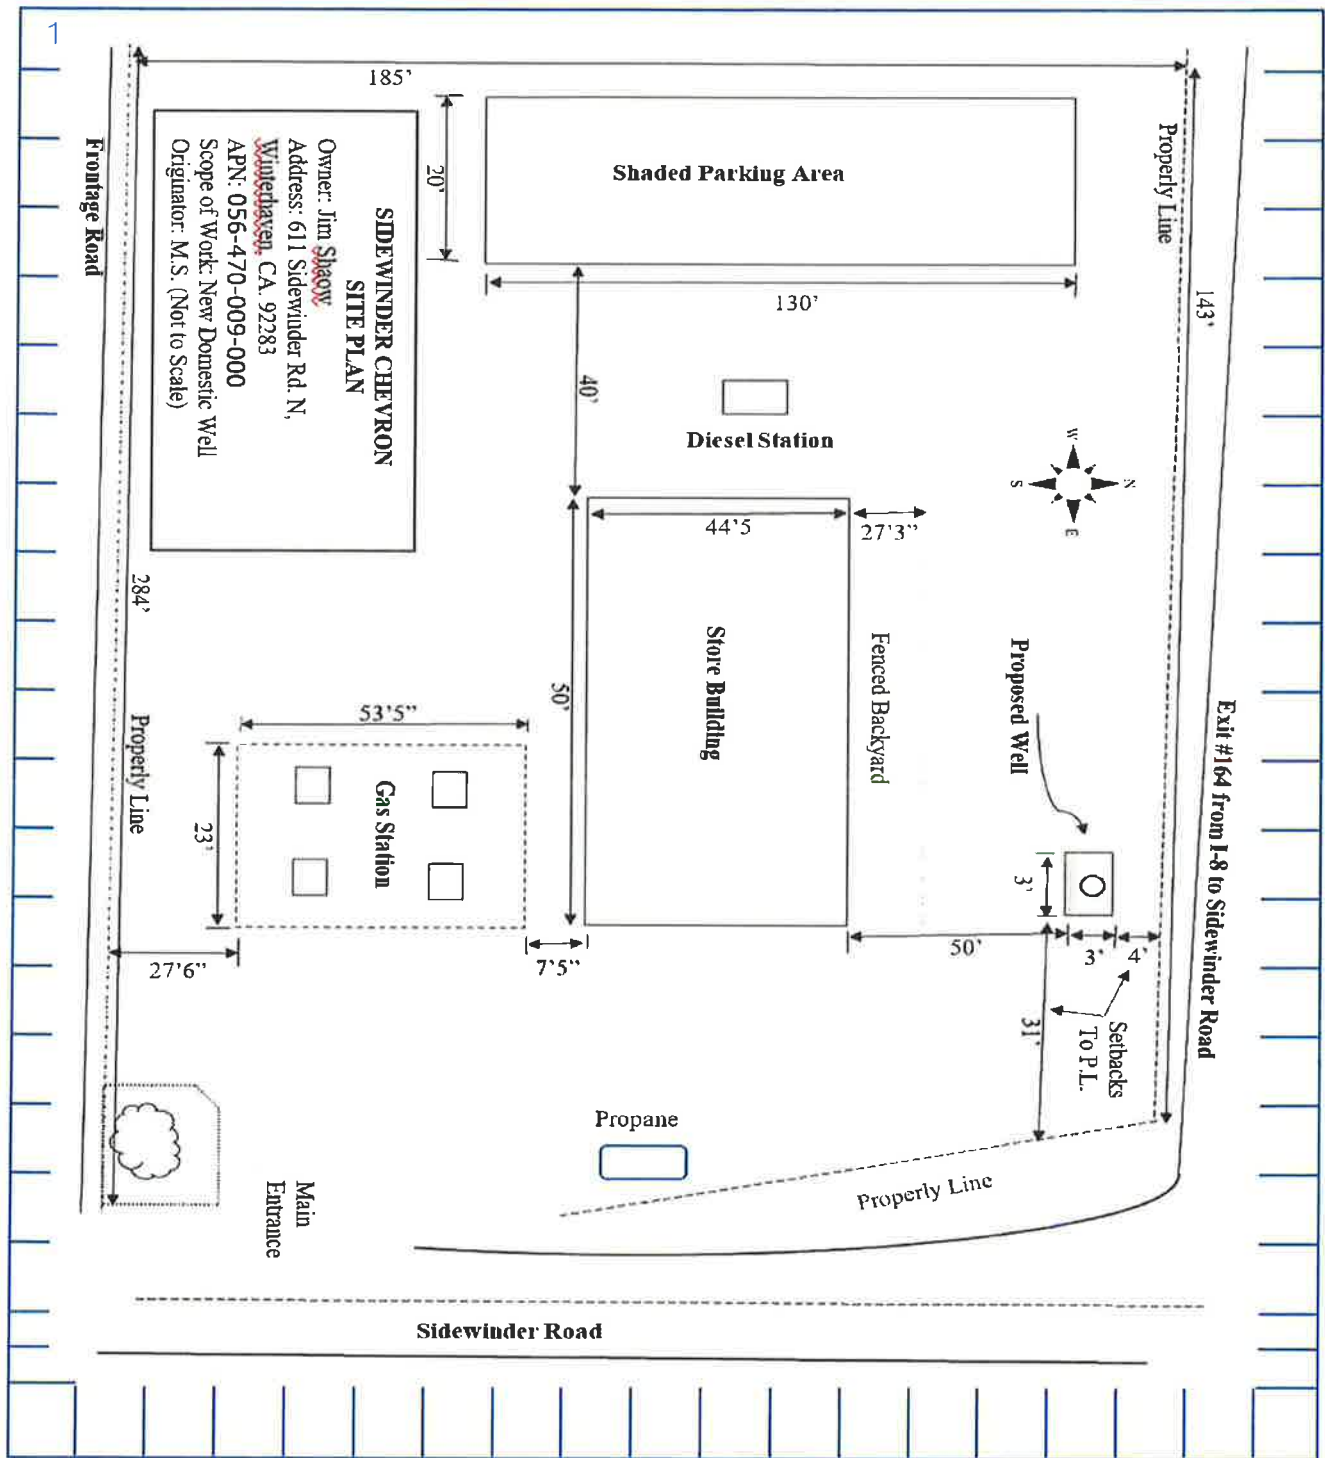 1
185'
20'
Shaded Parking Area
130'
Properly Line
143'
Frontage Road
SIDEWINDER CHEVRON
SITE PLAN
Owner: Jim Shaow
Address: 611 Sidewinder Rd. N,
Winterhaven, CA. 92283
APN: 056-470-009-000
Scope of Work: New Domestic Well
Originator: M.S. (Not to Scale)
40'
Diesel Station
W
N
S
E
44'5
27'3"
284'
Properly Line
50'
Store Building
Fenced Backyard
Proposed Well
Exit #164 from I-8 to Sidewinder Road
53'5"
Gas Station
23'
3'
27'6"
7'5"
50'
3'
4'
31'
Setbacks
To P.L.
Propane
Properly Line
Main
Entrance
Sidewinder Road